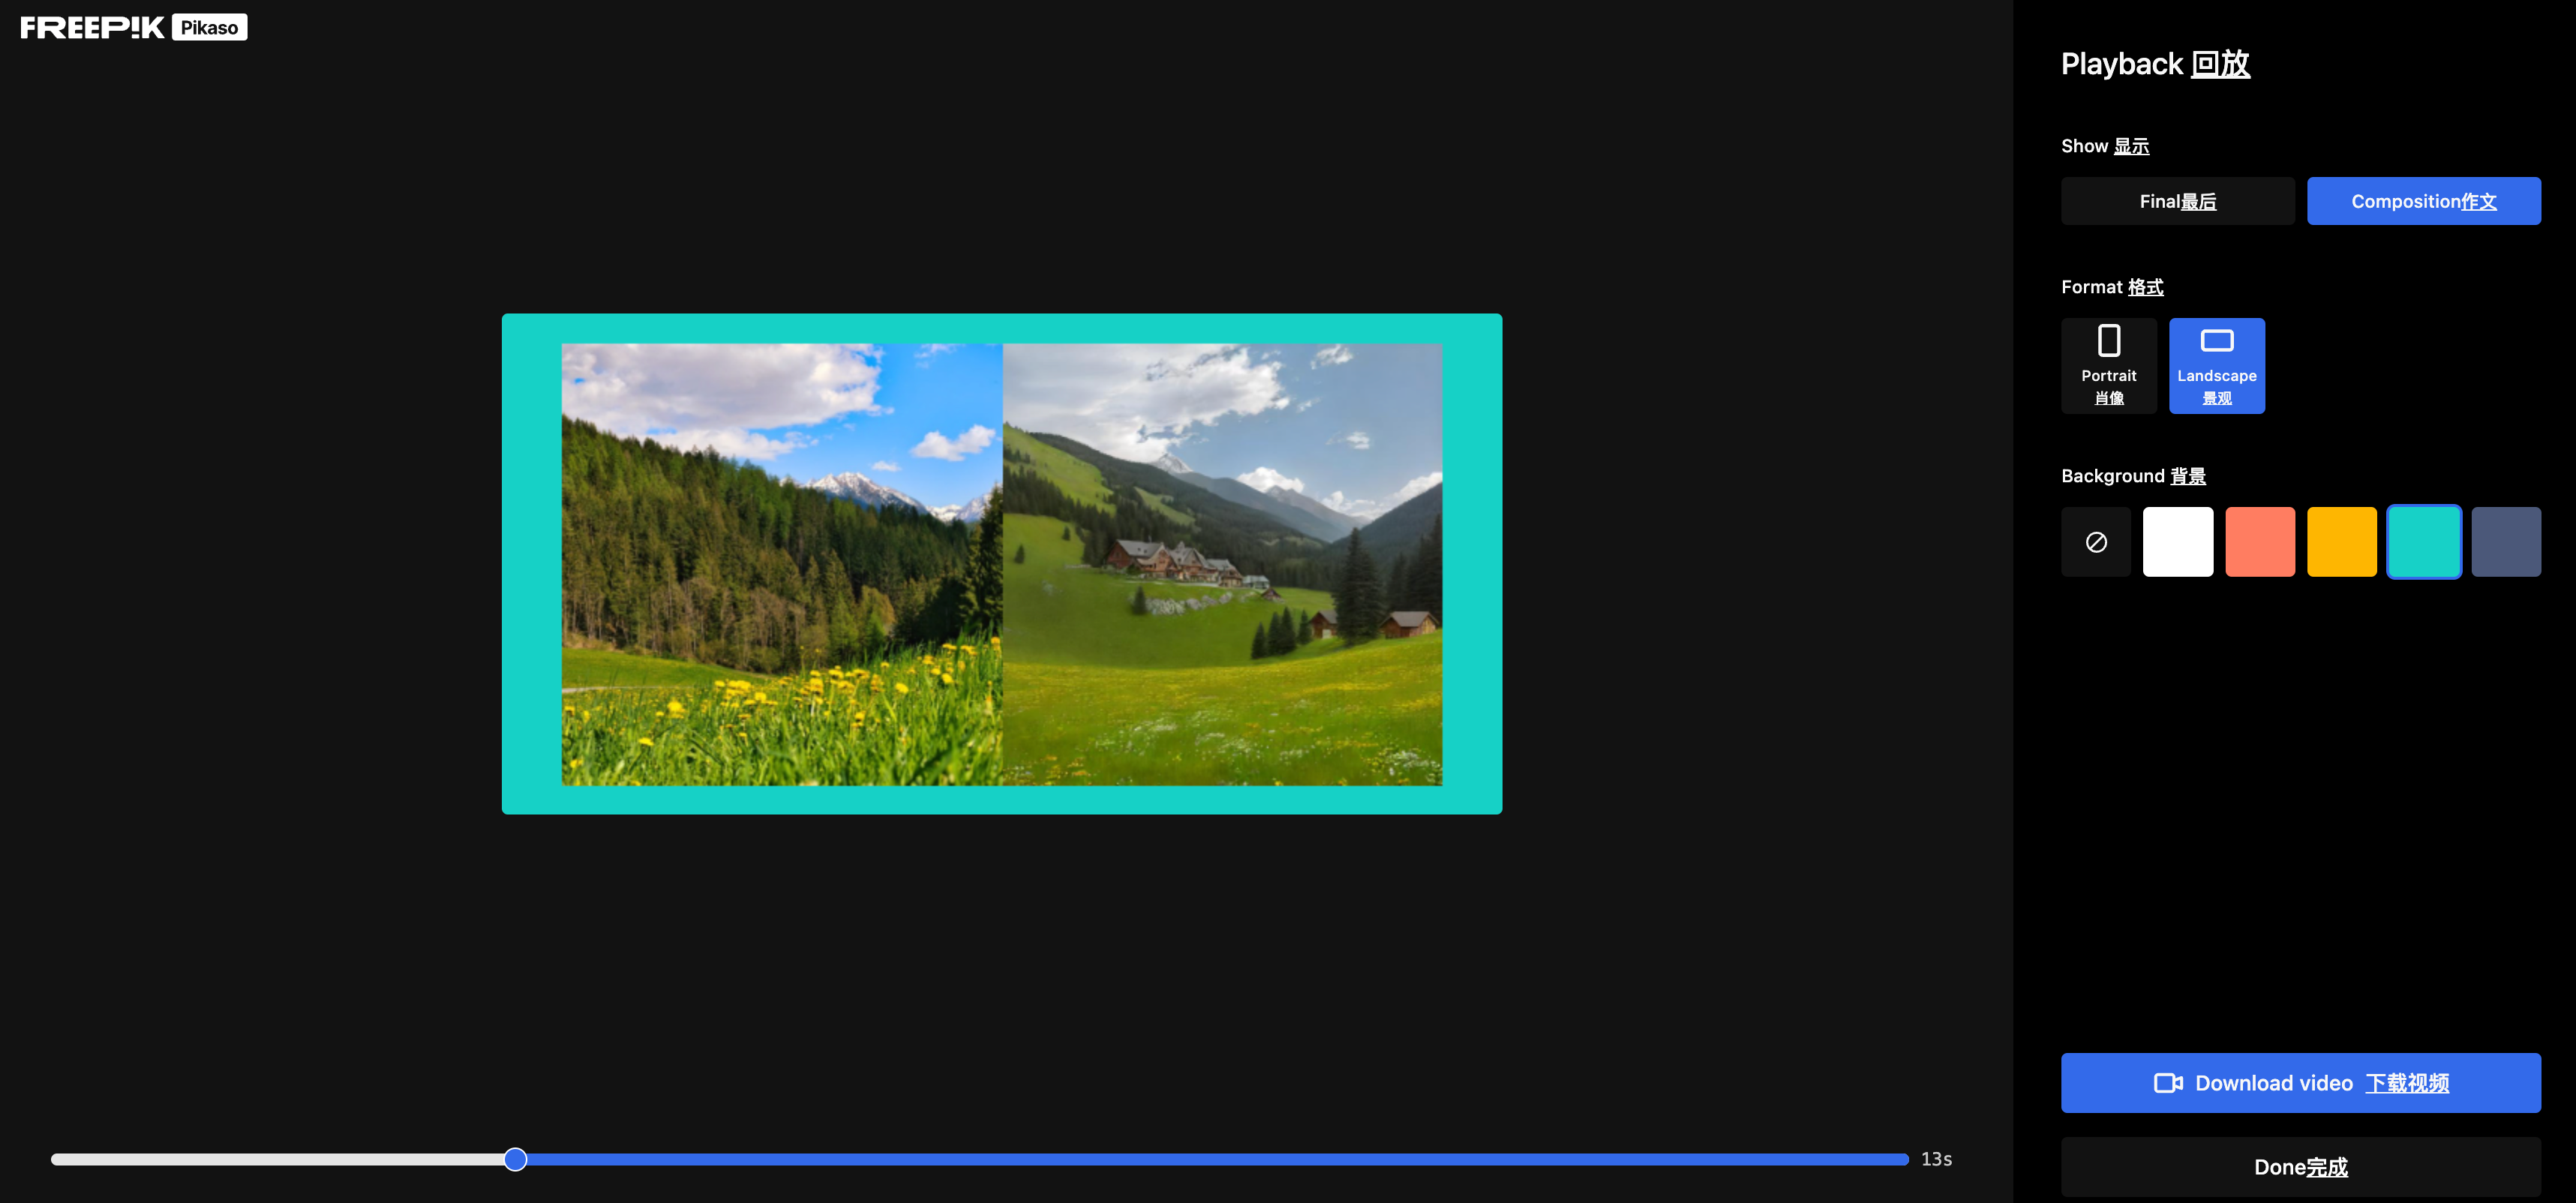 FREEP!K Pikaso
Playback 回放
Show 显示
Final最后
Composition作文
Format 格式
Portrait
肖像
Landscape
景观
Background 背景
Download video 下载视频
13s
Done完成